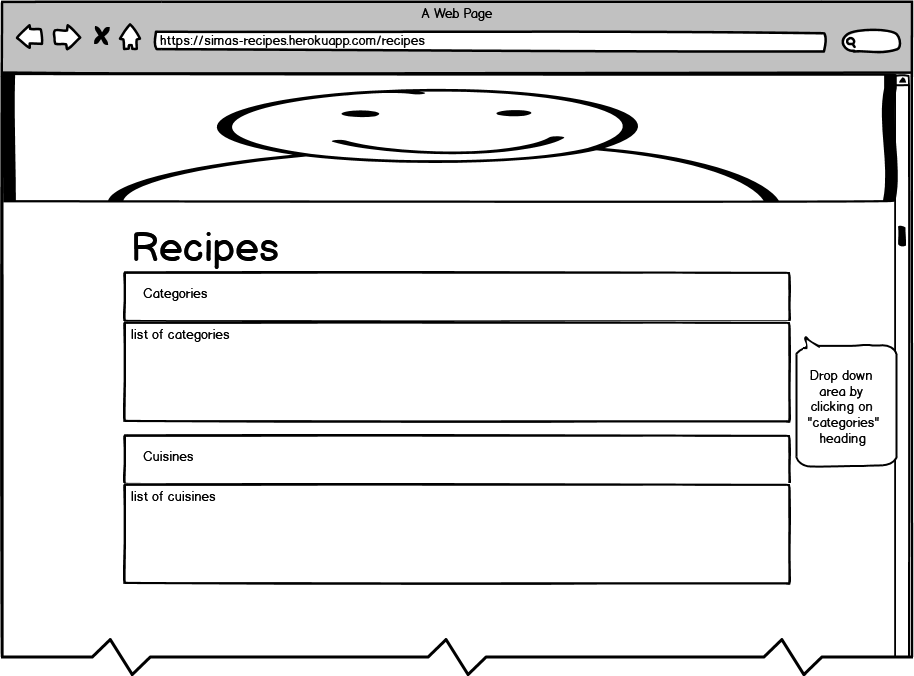 A Web Page
https://simas-recipes.herokuapp.com/recipes
Recipes
Categories
list of categories
Drop down
area by
clicking on
"categories"
heading
Cuisines
list of cuisines